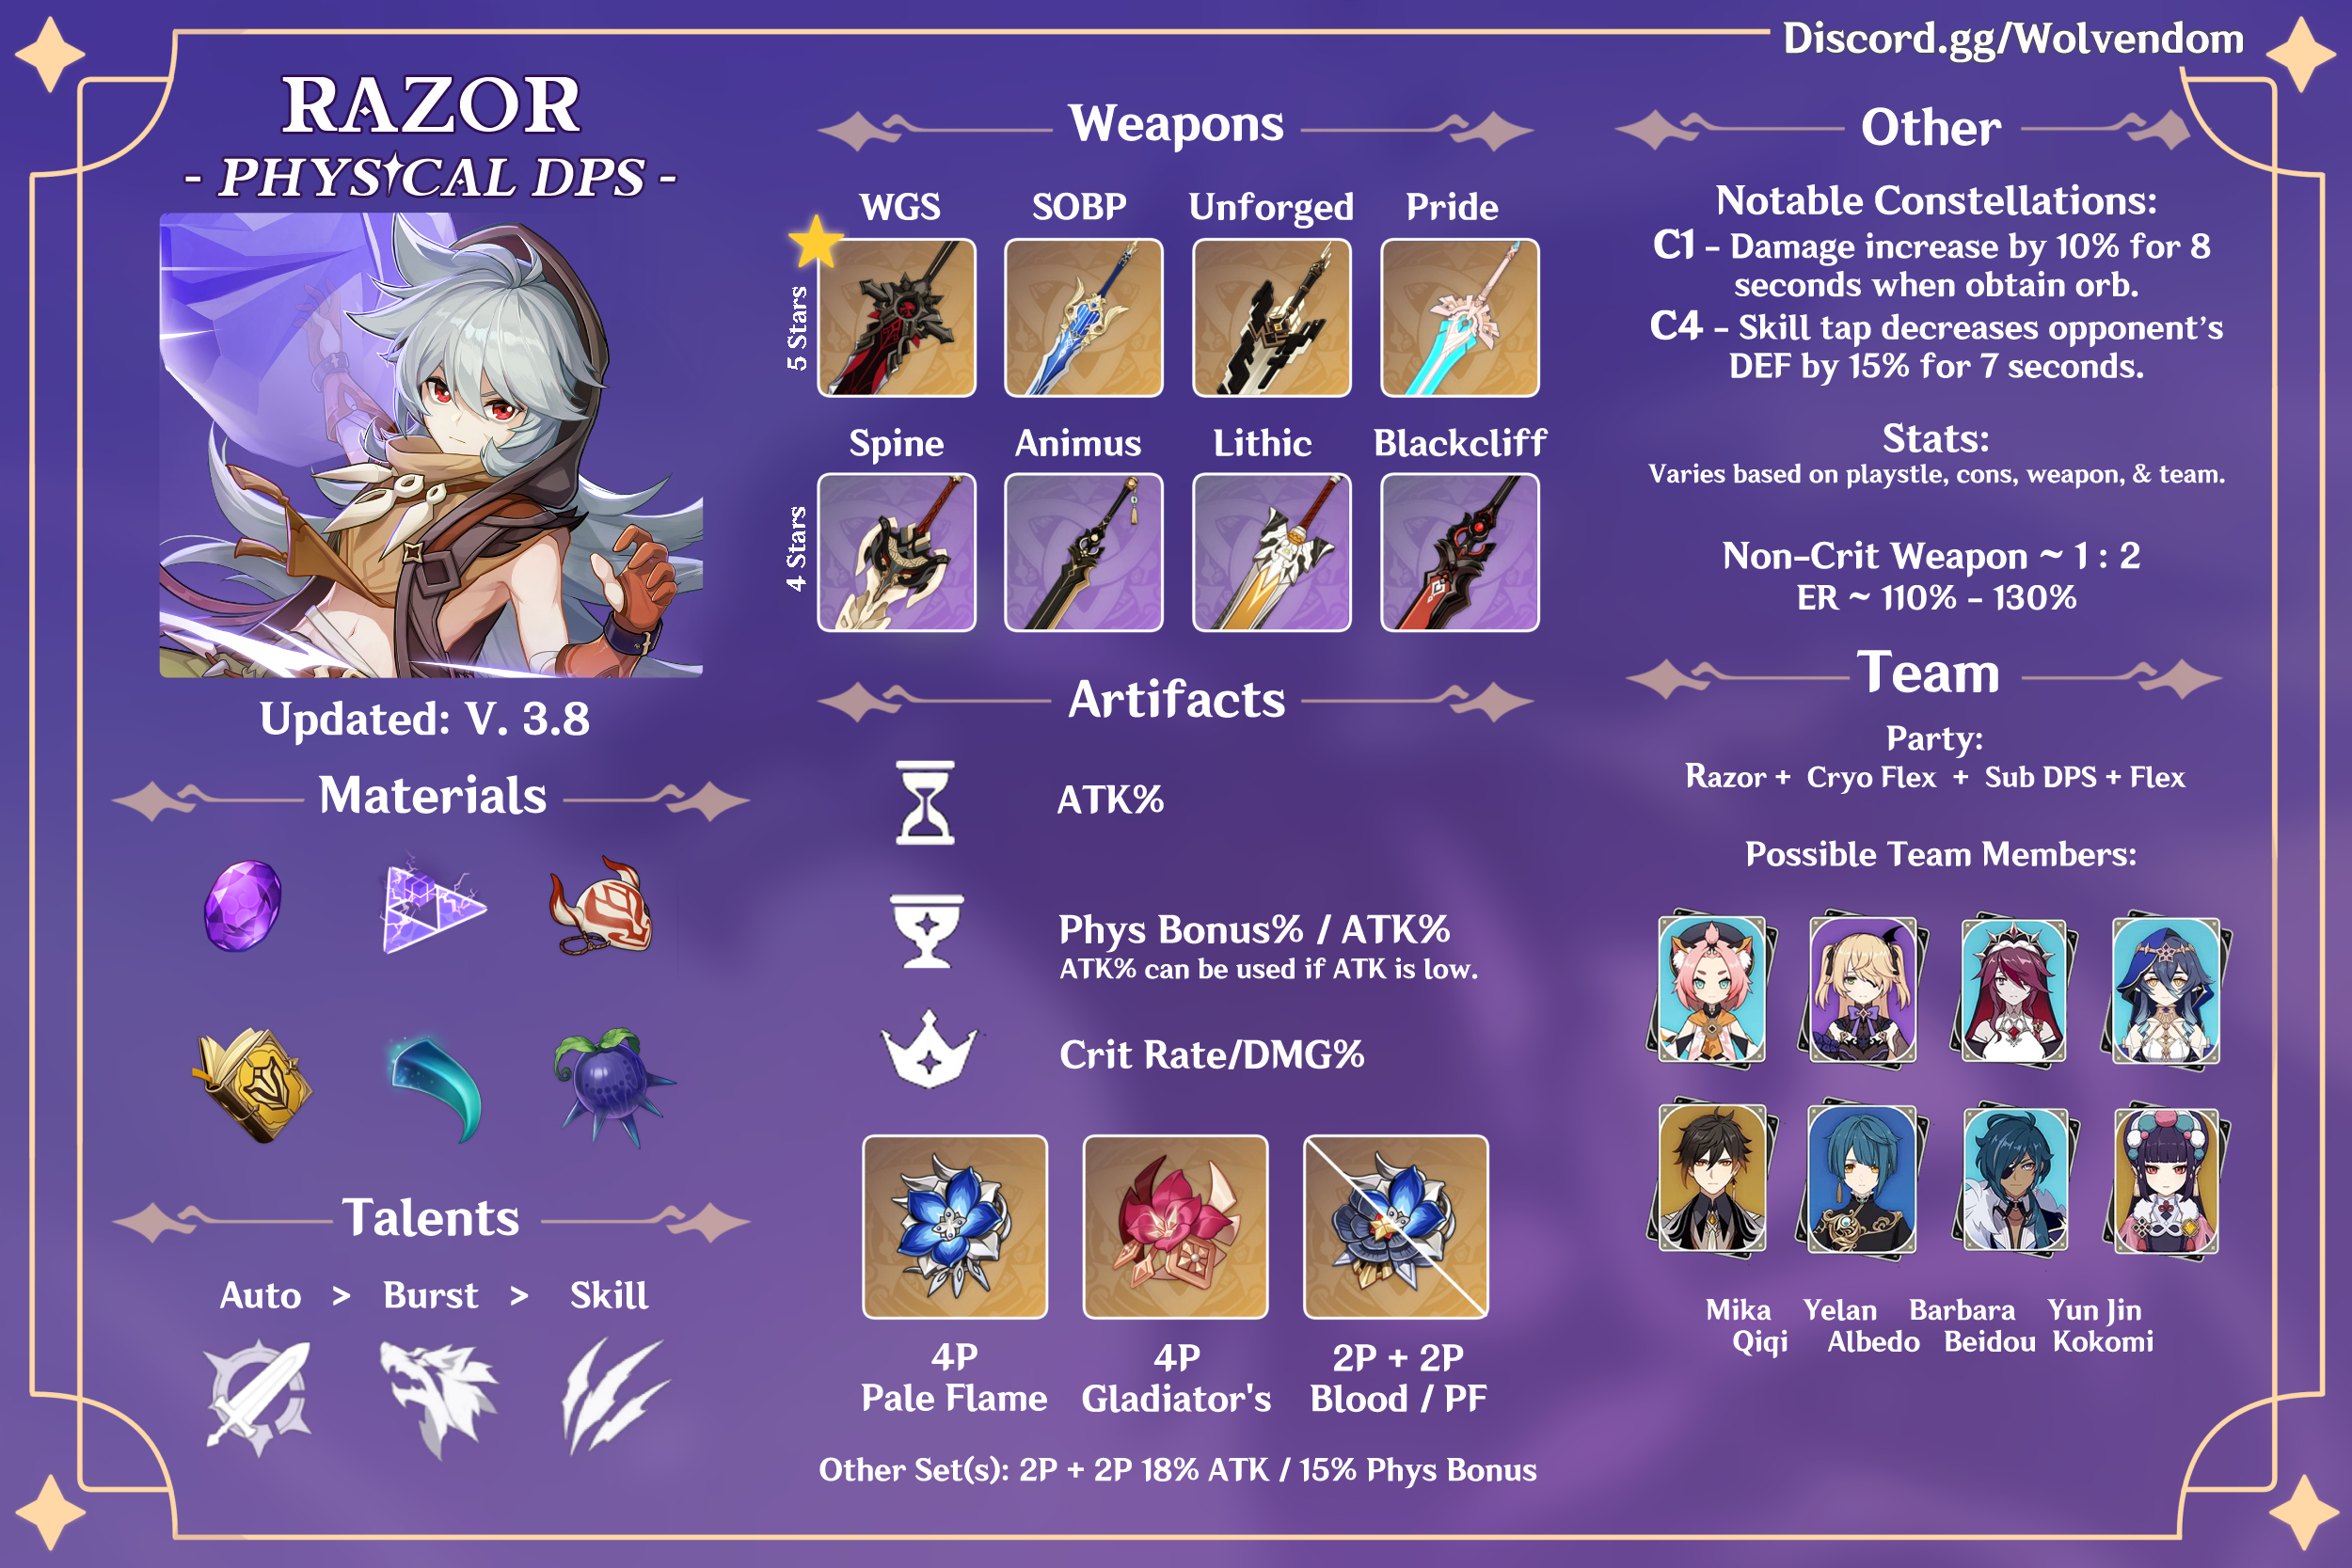 Discord.gg/Wolvendom
RAZOR
- PHYSICAL DPS -
Updated: V. 3.8
Materials
Talents
Auto > Burst > Skill
Weapons
5 Stars
WGS SOBP Unforged Pride
4 Stars
Spine Animus Lithic Blackcliff
Artifacts
ATK%
Phys Bonus% / ATK%
ATK% can be used if ATK is low.
Crit Rate/DMG%
4P 4P 2P + 2P
Pale Flame Gladiator's Blood / PF
Other Set(s): 2P + 2P 18% ATK / 15% Phys Bonus
Other
Notable Constellations:
C1 - Damage increase by 10% for 8
seconds when obtain orb.
C4 - Skill tap decreases opponent's
DEF by 15% for 7 seconds.
Stats:
Varies based on playstle, cons, weapon, & team.
Non-Crit Weapon ~ 1 : 2
ER ~ 110% - 130%
Team
Party:
Razor + Cryo Flex + Sub DPS + Flex
Possible Team Members:
Mika Yelan Barbara Yun Jin
Qiqi Albedo Beidou Kokomi